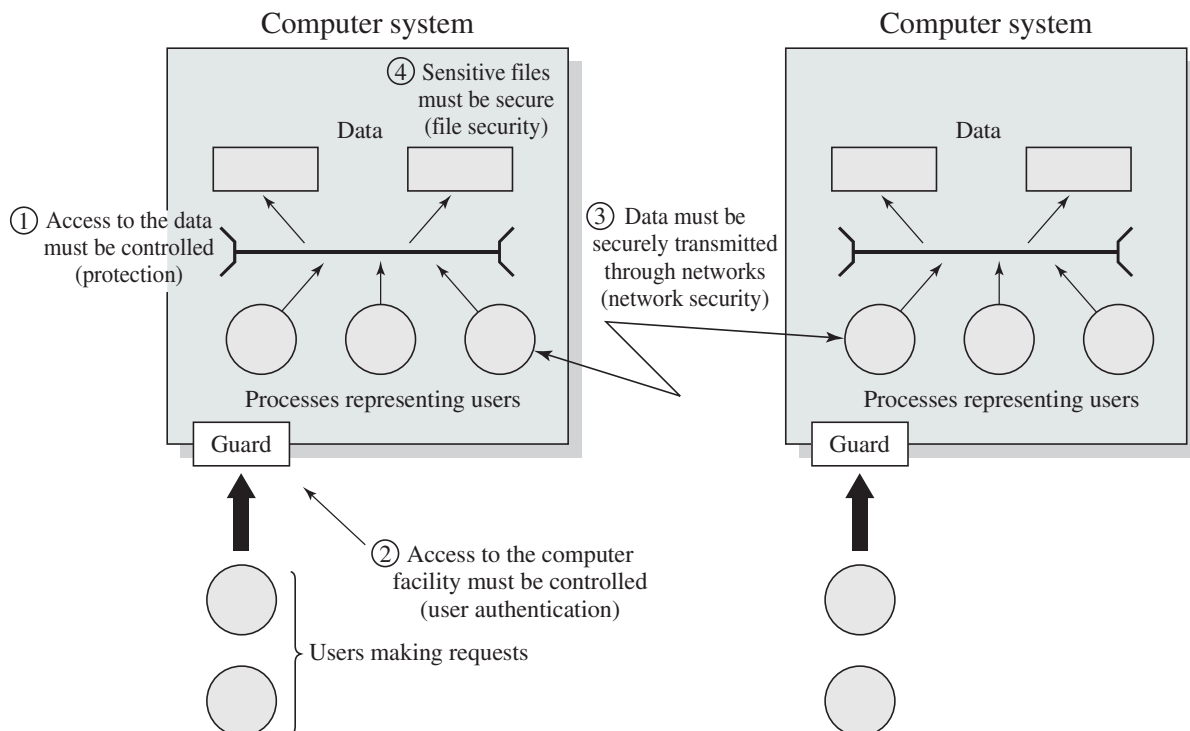 Computer system
④ Sensitive files
must be secure
(file security)
Data
① Access to the data
must be controlled
(protection)
Processes representing users
Guard
② Access to the computer
facility must be controlled
(user authentication)
Users making requests
③ Data must be
securely transmitted
through networks
(network security)
Computer system
Data
Processes representing users
Guard